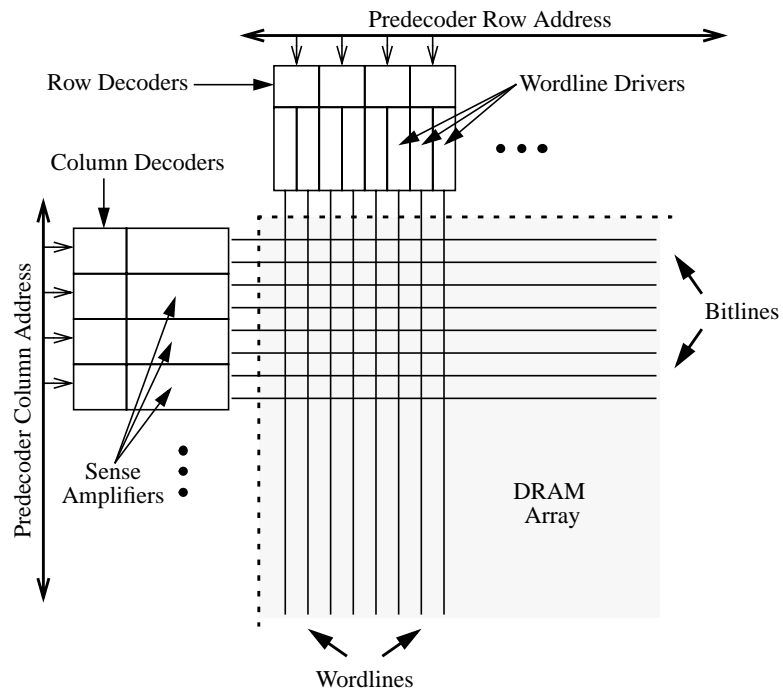 Predecoder Row Address
Row Decoders
Wordline Drivers
Column Decoders
Predecoder Column Address
Bitlines
Sense
Amplifiers
DRAM
Array
Wordlines